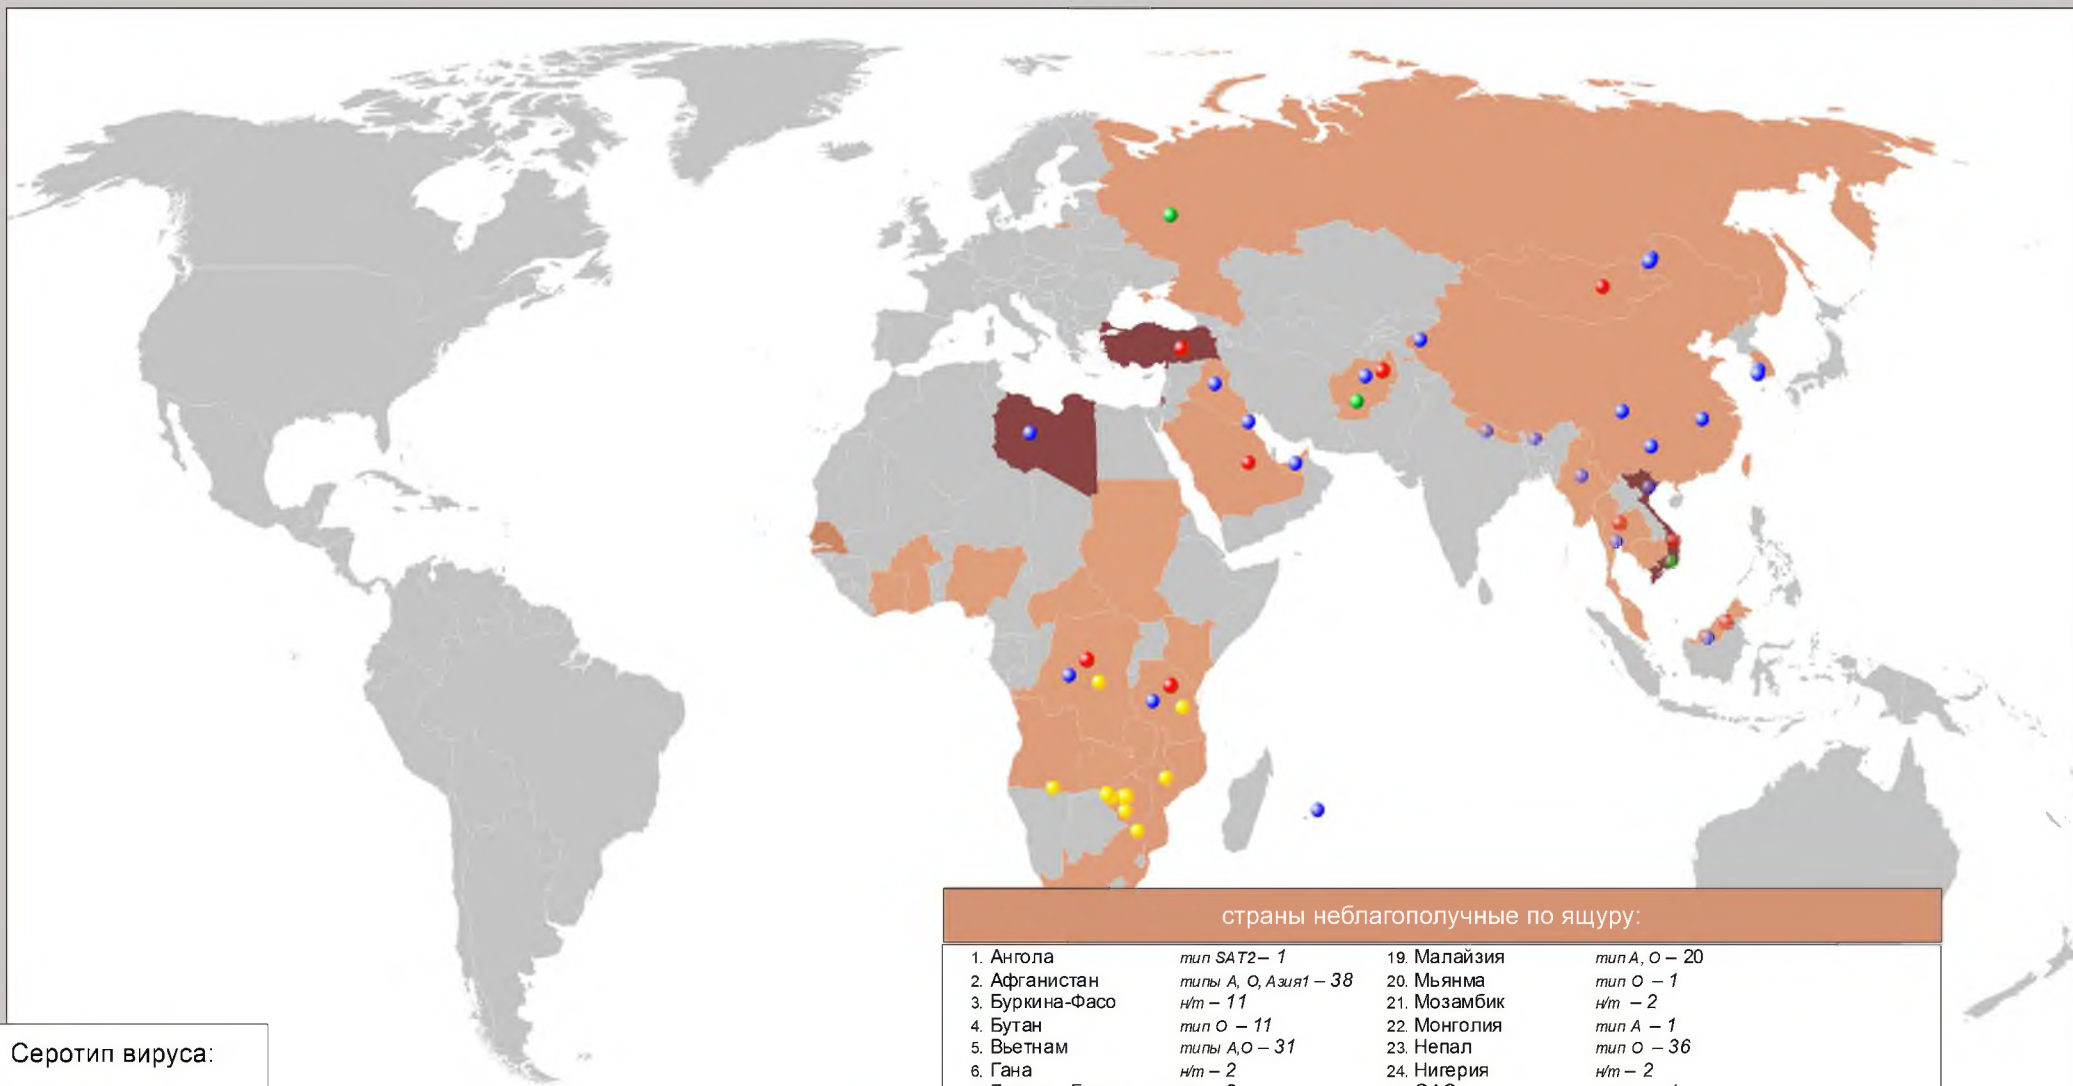 страны неблагополучные по ящуру:
1. Ангола тип SAT2– 1
2. Афганистан типы А, О, Азия1 – 38
3. Буркина-Фасо н/т – 11
4. Бутан тип О – 11
5. Вьетнам типы А,О – 31
6. Гана н/т – 2
19. Малайзия тип А, О – 20
20. Мьянма тип О – 1
21. Мозамбик н/т – 2
22. Монголия тип А – 1
23. Непал тип О – 36
24. Нигерия н/т – 2
Серотип вируса: